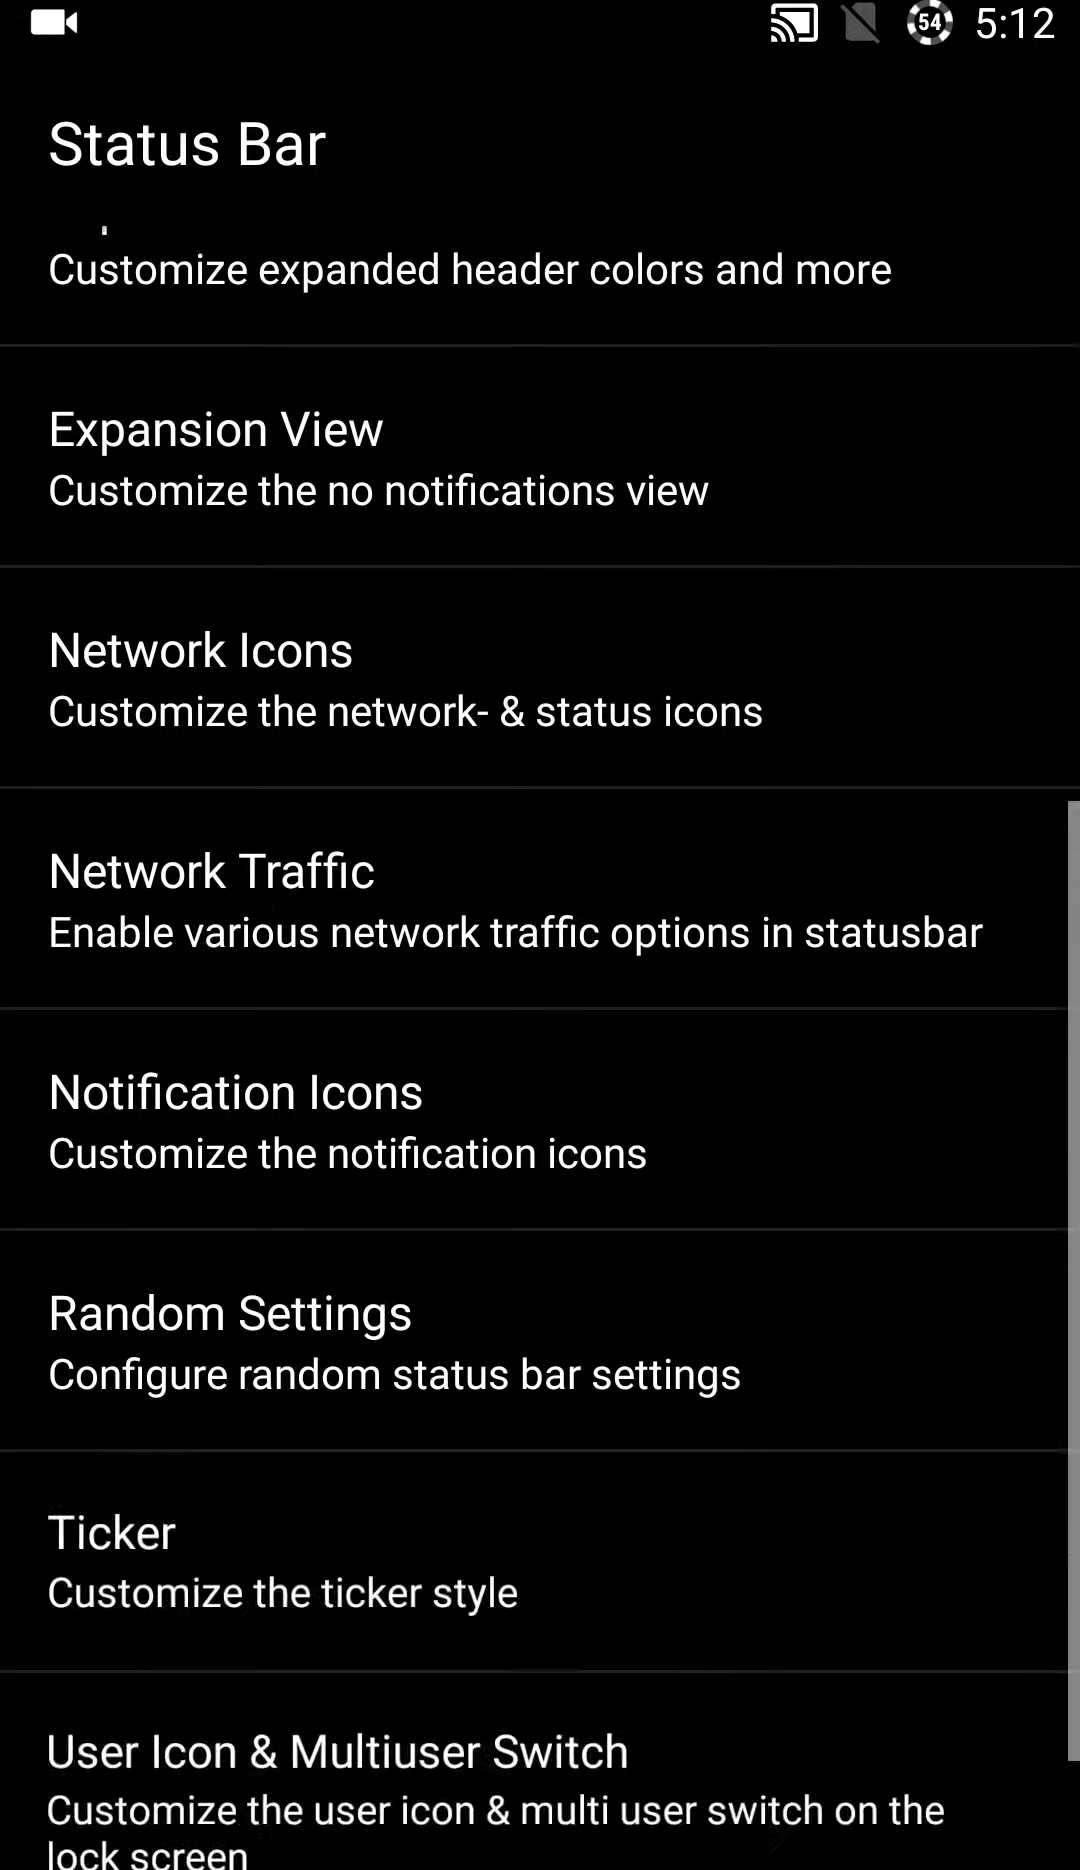 54 5:12
Status Bar
Customize expanded header colors and more
Expansion View
Customize the no notifications view
Network Icons
Customize the network- & status icons
Network Traffic
Enable various network traffic options in statusbar
Notification Icons
Customize the notification icons
Random Settings
Configure random status bar settings
Ticker
Customize the ticker style
User Icon & Multiuser Switch
Customize the user icon & multi user switch on the
lock screen